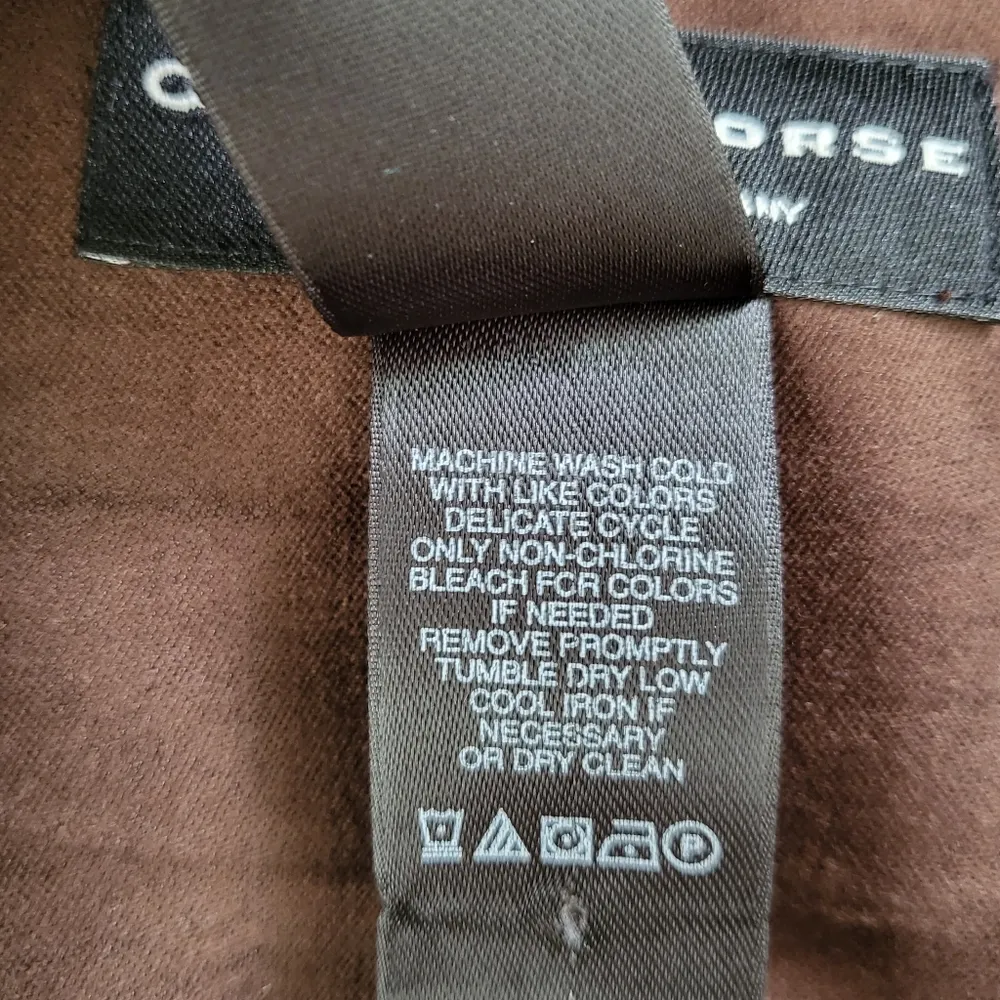 ORSE
MACHINE WASH COLD
WITH LIKE COLORS
DELICATE CYCLE
ONLY NON-CHLORINE
BLEACH FOR COLORS
IF NEEDED
REMOVE PROMPTLY
TUMBLE DRY LOW
COOL IRON IF
NECESSARY
OR DRY CLEAN
P